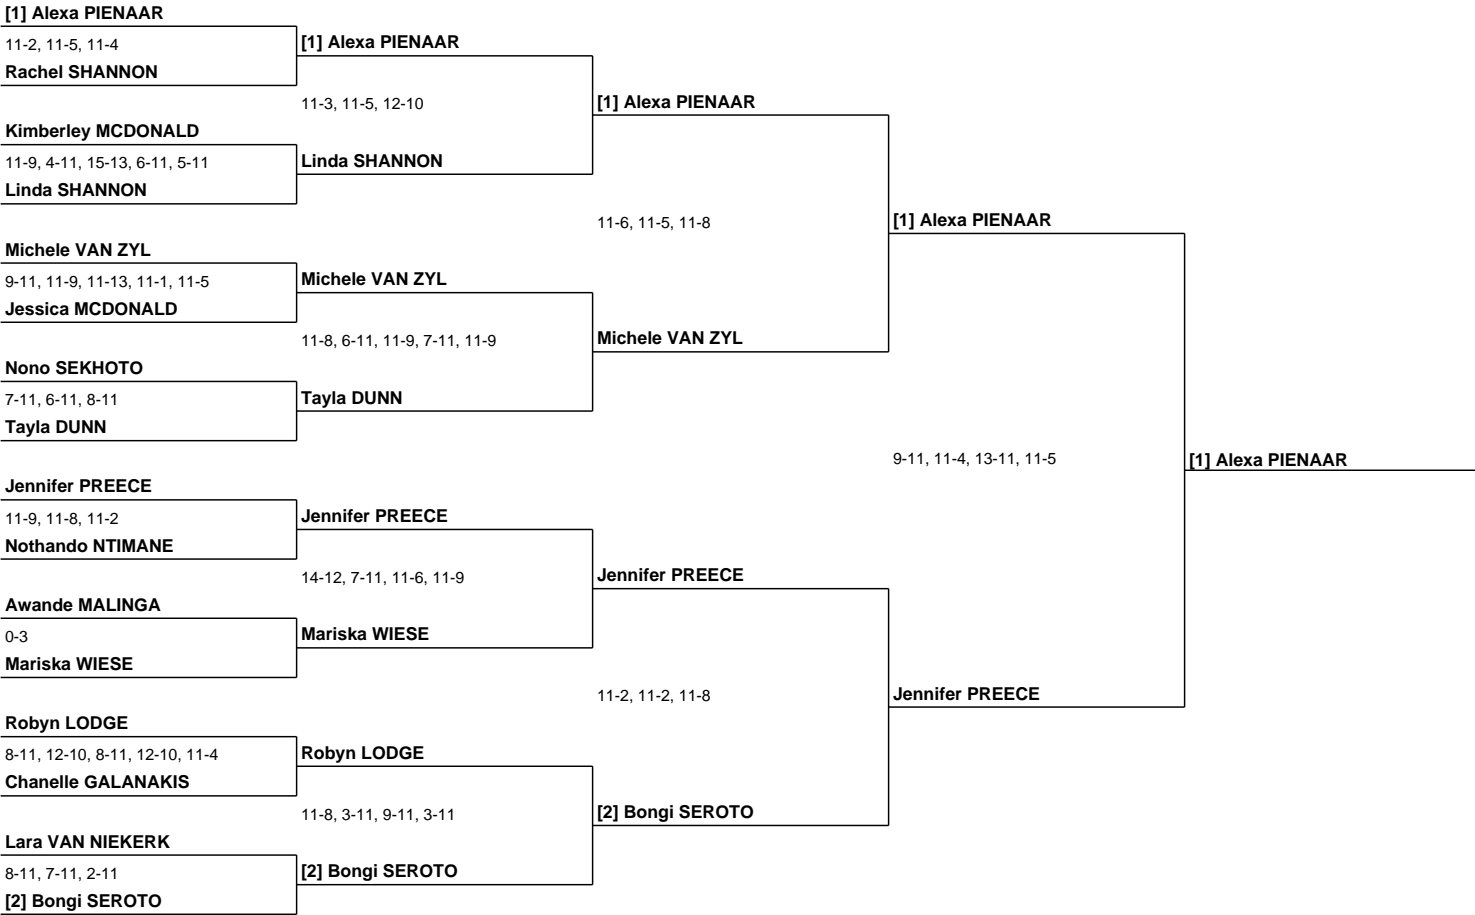 [1] Alexa PIENAAR
11-2, 11-5, 11-4
Rachel SHANNON
Kimberley MCDONALD
11-9, 4-11, 15-13, 6-11, 5-11
Linda SHANNON
Michele VAN ZYL
9-11, 11-9, 11-13, 11-1, 11-5
Jessica MCDONALD
Nono SEKHOTO
7-11, 6-11, 8-11
Tayla DUNN
Jennifer PREECE
11-9, 11-8, 11-2
Nothando NTIMANE
Awande MALINGA
0-3
Mariska WIESE
Robyn LODGE
8-11, 12-10, 8-11, 12-10, 11-4
Chanelle GALANAKIS
Lara VAN NIEKERK
8-11, 7-11, 2-11
[2] Bongi SEROTO
[1] Alexa PIENAAR
11-3, 11-5, 12-10
Linda SHANNON
Michele VAN ZYL
11-8, 6-11, 11-9, 7-11, 11-9
Tayla DUNN
Jennifer PREECE
14-12, 7-11, 11-6, 11-9
Mariska WIESE
Robyn LODGE
11-8, 3-11, 9-11, 3-11
[2] Bongi SEROTO
[1] Alexa PIENAAR
11-6, 11-5, 11-8
Michele VAN ZYL
Jennifer PREECE
11-2, 11-2, 11-8
[2] Bongi SEROTO
[1] Alexa PIENAAR
9-11, 11-4, 13-11, 11-5
Jennifer PREECE
[1] Alexa PIENAAR